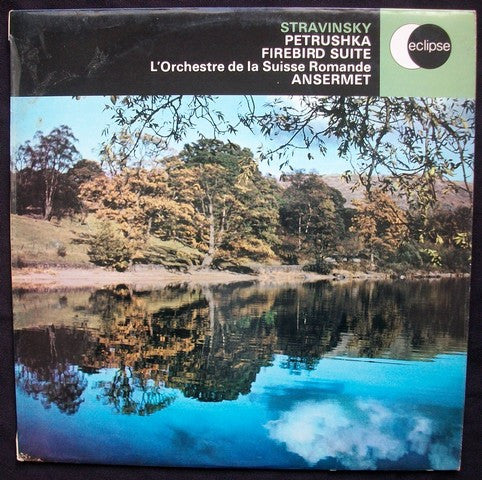 STRAVINSKY
PETRUSHKA
FIREBIRD SUITE
L'Orchestre de la Suisse Romande
ANSERMET
eclipse